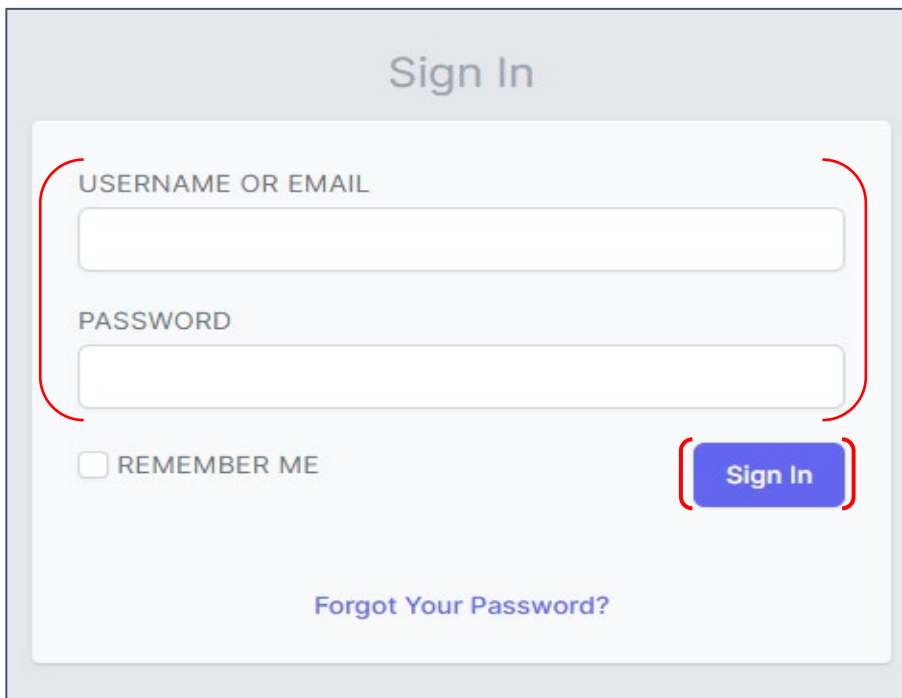 Sign In
USERNAME OR EMAIL
PASSWORD
REMEMBER ME
Sign In
Forgot Your Password?